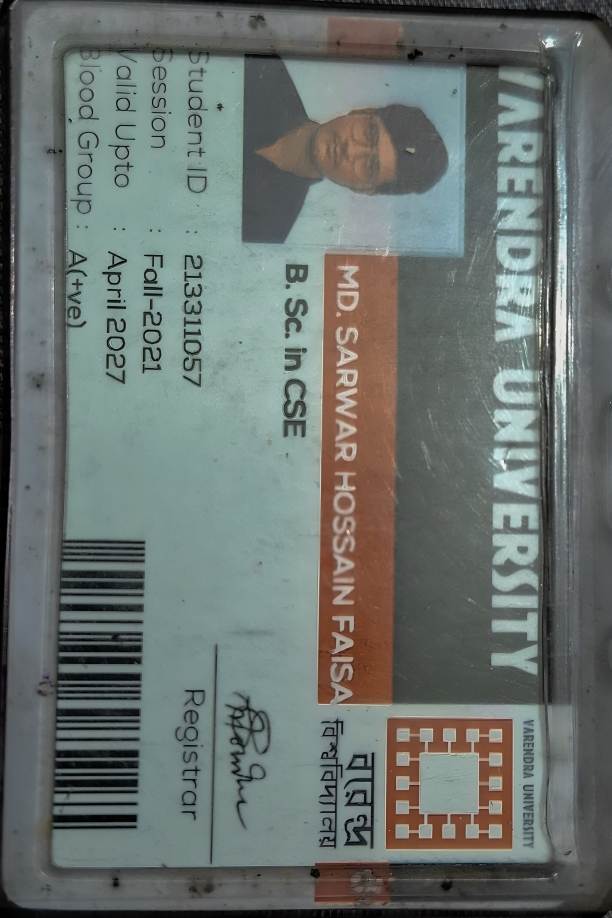 VARENDRA UNIVERSITY
VARENDRA UNIVERSITY
বরেন্দ্র
বিশ্ববিদ্যালয়
MD. SARWAR HOSSAIN FAISA
B. Sc. in CSE
Student ID : 21331057
Session : Fall-2021
Valid Upto : April 2027
Blood Group : A(+ve)
Registrar